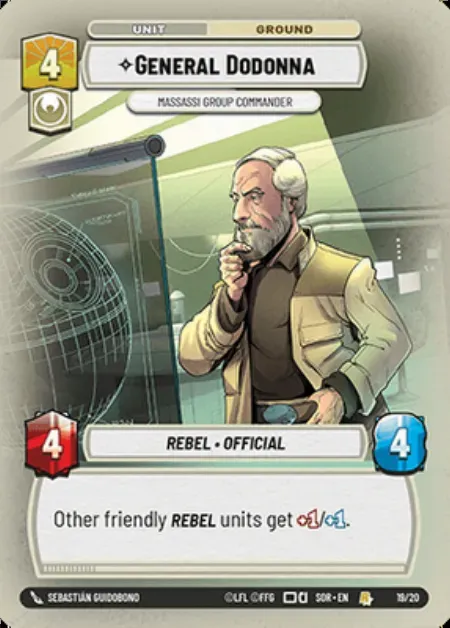 UNIT
GROUND
4
GENERAL DODONNA
MASSASSI GROUP COMMANDER
4
REBEL • OFFICIAL
4
Other friendly REBEL units get +1/+1.
SEBASTIÁN GUIDOBONO
©LFL ©FFG
SOR • EN
19/20